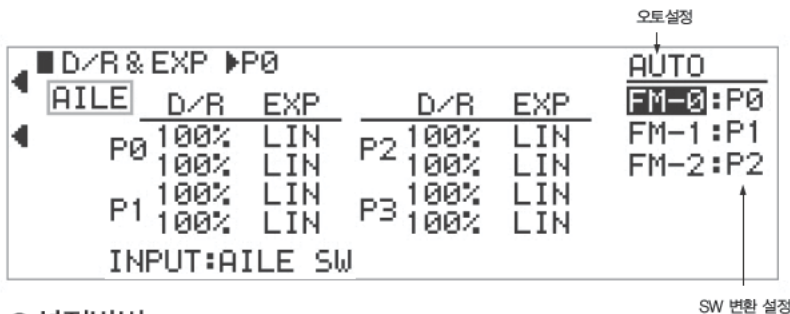 오토설정
■D/R & EXP ▶P0
AUTO
AILE D/R EXP D/R EXP
FM-0:P0
P0 100% LIN P2 100% LIN
100% LIN 100% LIN
FM-1:P1
FM-2:P2
P1 100% LIN P3 100% LIN
100% LIN 100% LIN
INPUT:AILE SW
SW 변환 설정